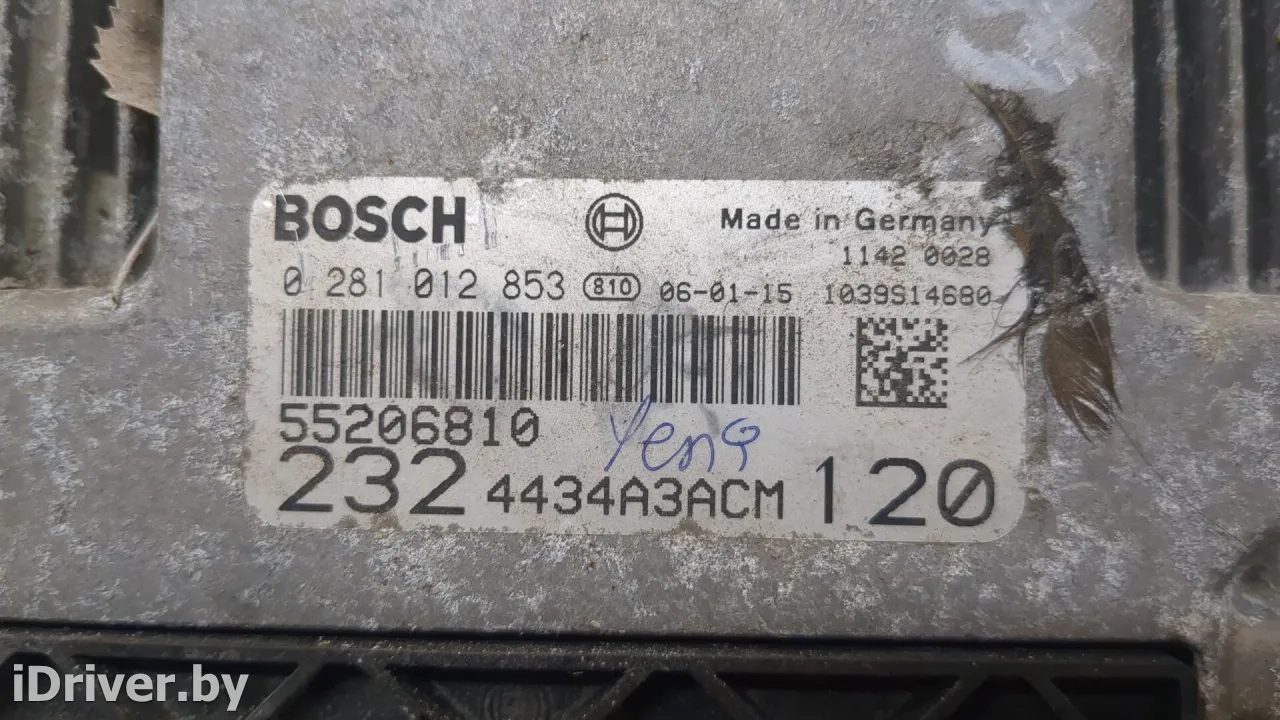 BOSCH
Made in Germany
1142 0028
0 281 012 853 810 06-01-15 1039S14680
55206810
232 4434A3ACM 120
iDriver.by